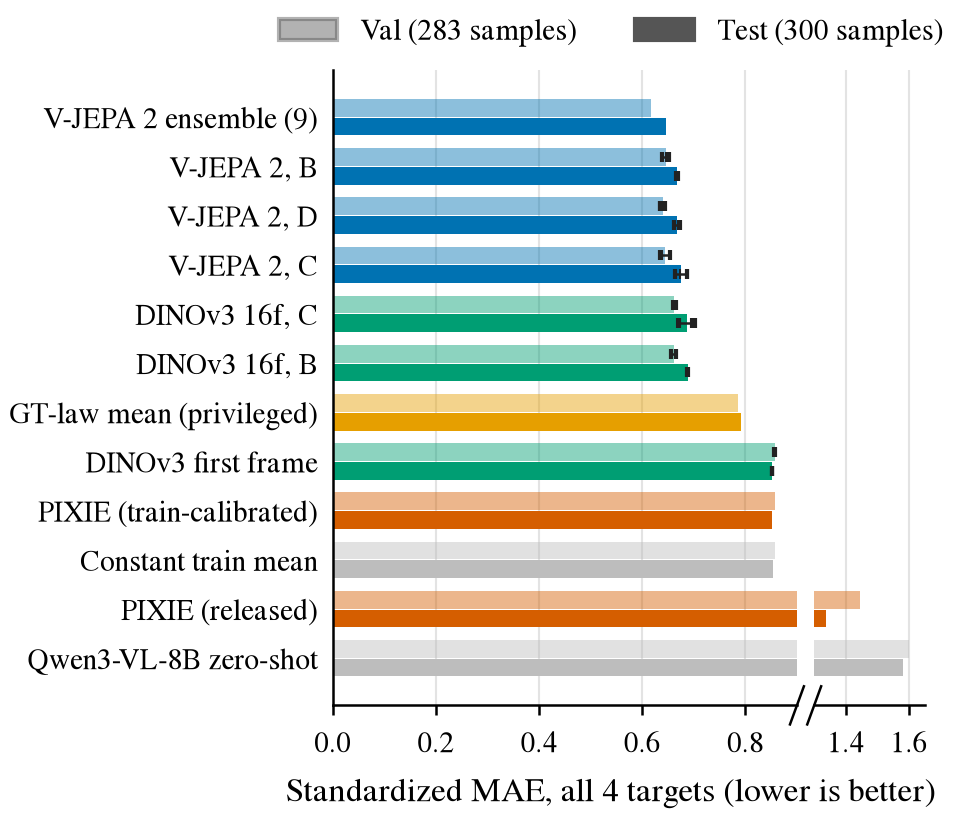 Val (283 samples) Test (300 samples)
V-JEPA 2 ensemble (9)
V-JEPA 2, B
V-JEPA 2, D
V-JEPA 2, C
DINOv3 16f, C
DINOv3 16f, B
GT-law mean (privileged)
DINOv3 first frame
PIXIE (train-calibrated)
Constant train mean
PIXIE (released)
Qwen3-VL-8B zero-shot
0.0 0.2 0.4 0.6 0.8 1.4 1.6
Standardized MAE, all 4 targets (lower is better)